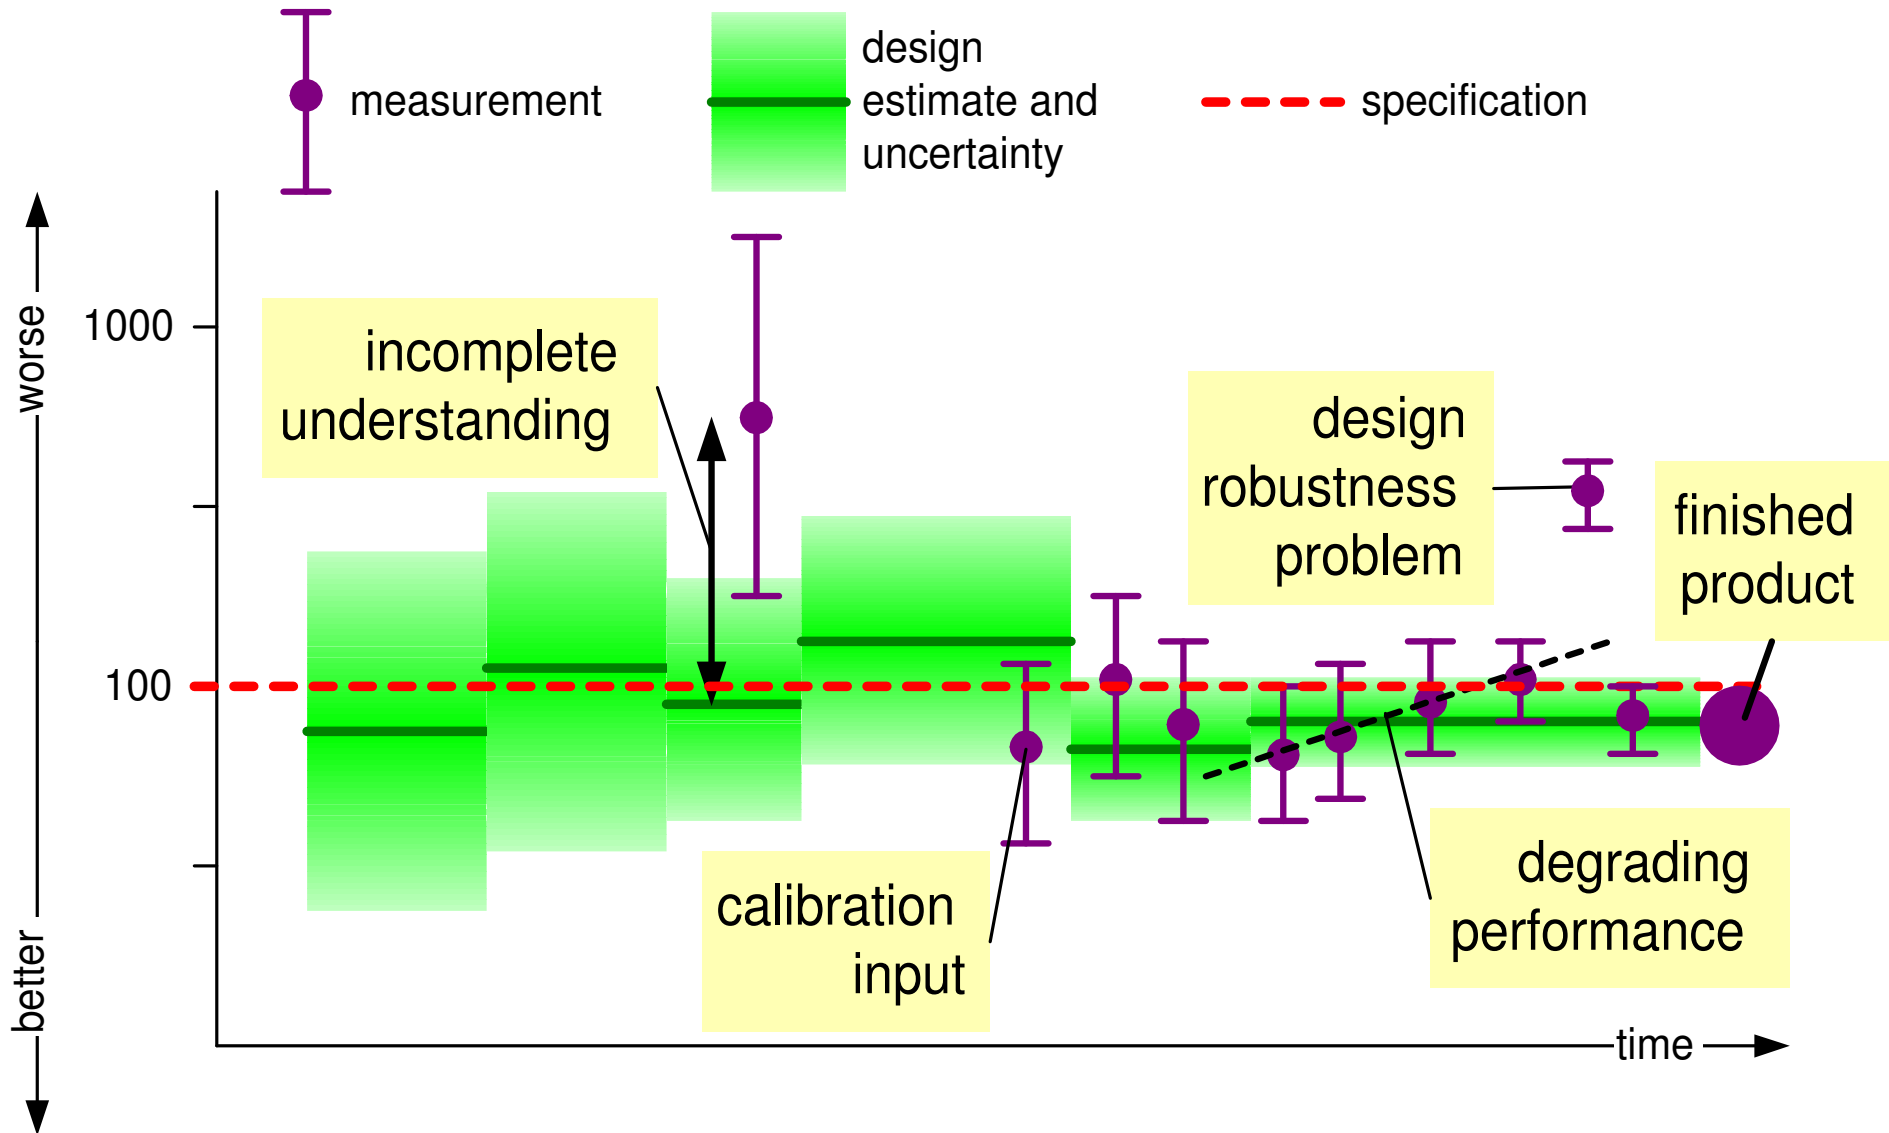 measurement
design
estimate and
uncertainty
specification
worse
better
1000
100
incomplete
understanding
design
robustness
problem
finished
product
calibration
input
degrading
performance
time